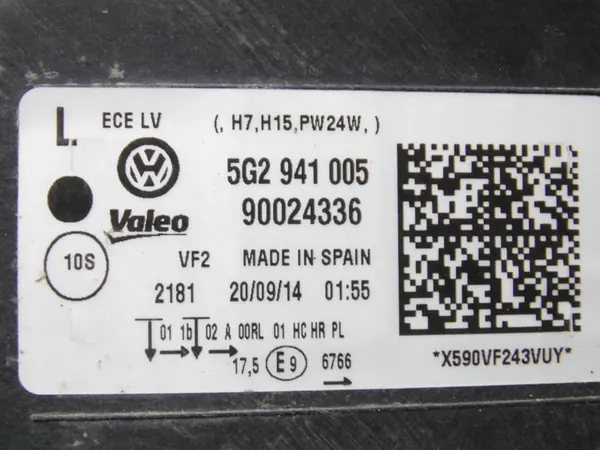 L. ECE LV (, H7,H15,PW24W, )
5G2 941 005
Valeo 90024336
10S VF2 MADE IN SPAIN
2181 20/09/14 01:55
01 1b 02 A 00RL 01 HC HR PL
17,5 E9 6766
*X590VF243VUY*